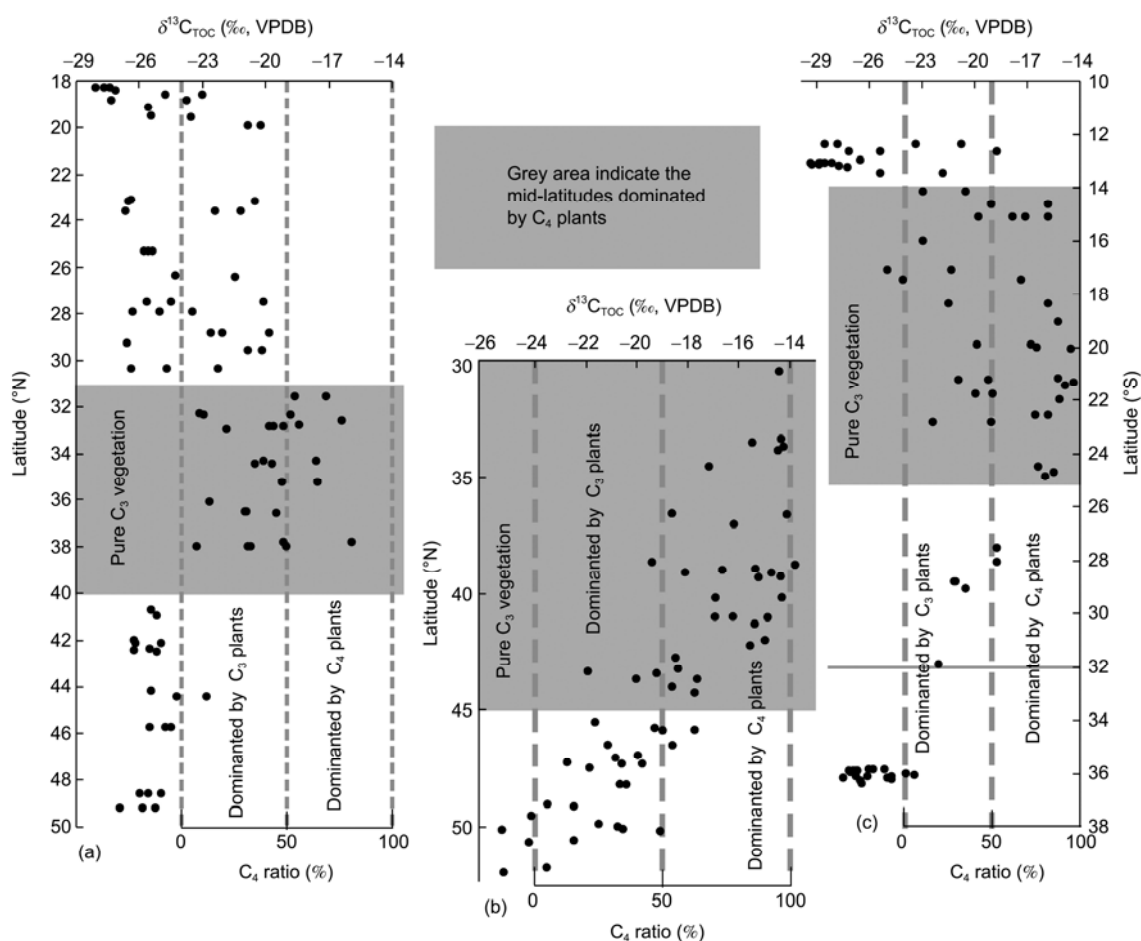 δ¹³C_TOC (‰, VPDB)
−29 −26 −23 −20 −17 −14
18
20
22
24
26
28
30
32
34
36
38
40
42
44
46
48
50
Latitude (°N)
Pure C₃ vegetation
Dominanted by C₃ plants
Dominanted by C₄ plants
0 50 100
(a)
C₄ ratio (%)
Grey area indicate the
mid-latitudes dominated
by C₄ plants
δ¹³C_TOC (‰, VPDB)
−26 −24 −22 −20 −18 −16 −14
30
35
40
45
50
Latitude (°N)
Pure C₃ vegetation
Dominanted by C₃ plants
Dominanted by C₄ plants
(b)
0 50 100
C₄ ratio (%)
δ¹³C_TOC (‰, VPDB)
−29 −26 −23 −20 −17 −14
10
12
14
16
18
20
22
24
26
28
30
32
34
36
38
Latitude (°S)
Pure C₃ vegetation
Dominanted by C₃ plants
Dominanted by C₄ plants
(c)
0 50 100
C₄ ratio (%)